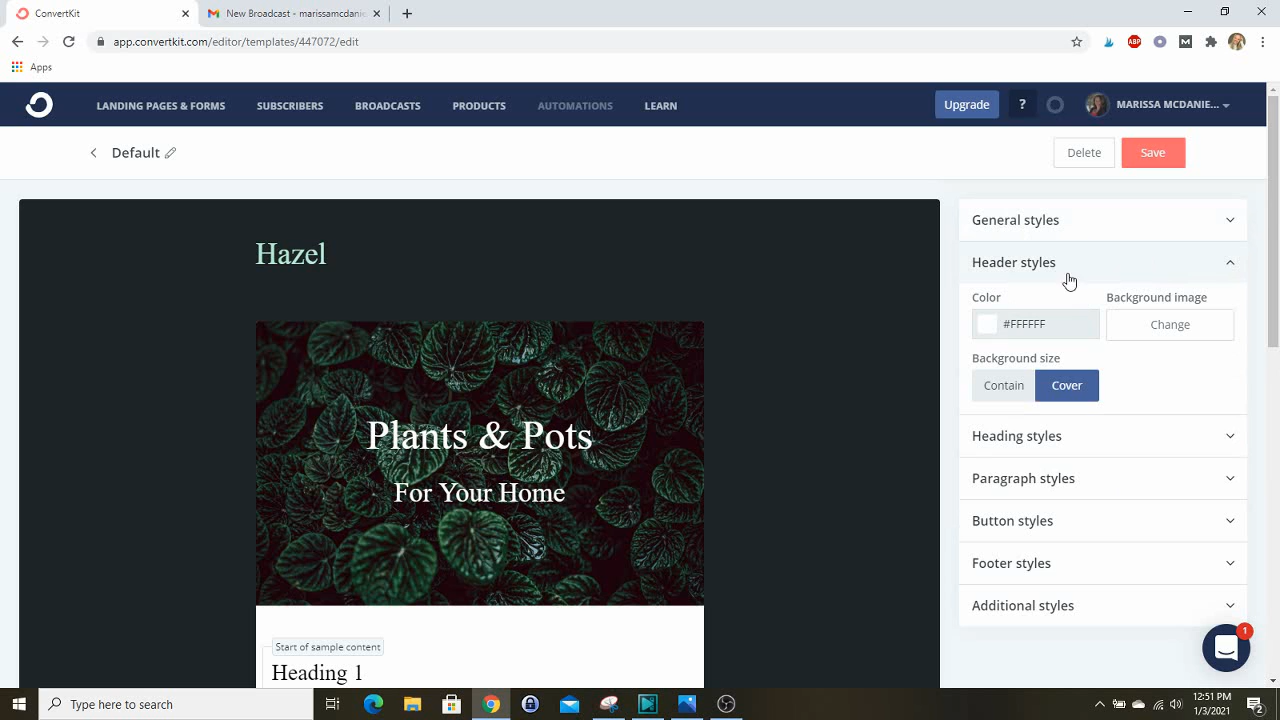 ConvertKit
New Broadcast - marissamcdanie
app.convertkit.com/editor/templates/447072/edit
ABP
M
Apps
LANDING PAGES & FORMS
SUBSCRIBERS
BROADCASTS
PRODUCTS
AUTOMATIONS
LEARN
Upgrade
?
MARISSA MCDANIE...
Default
Delete
Save
Hazel
Plants & Pots
For Your Home
Start of sample content
Heading 1
General styles
Header styles
Color
Background image
#FFFFFF
Change
Background size
Contain
Cover
Heading styles
Paragraph styles
Button styles
Footer styles
Additional styles
1
Type here to search
12:51 PM
1/3/2021
2